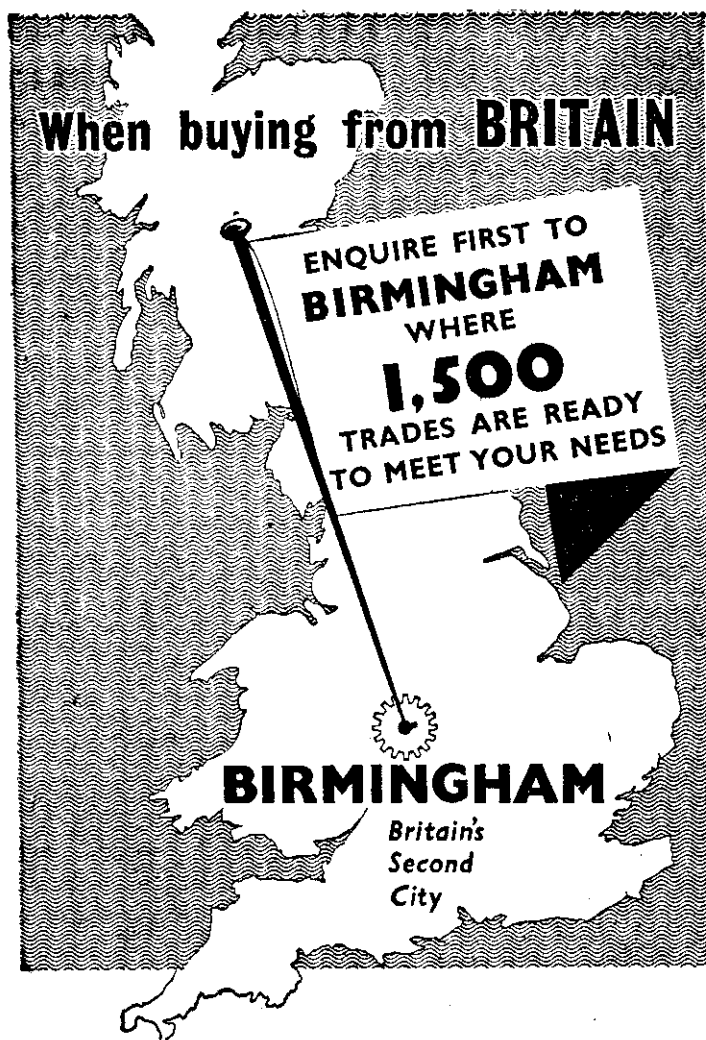 When buying from BRITAIN
ENQUIRE FIRST TO
BIRMINGHAM
WHERE
1,500
TRADES ARE READY
TO MEET YOUR NEEDS
BIRMINGHAM
Britain's
Second
City